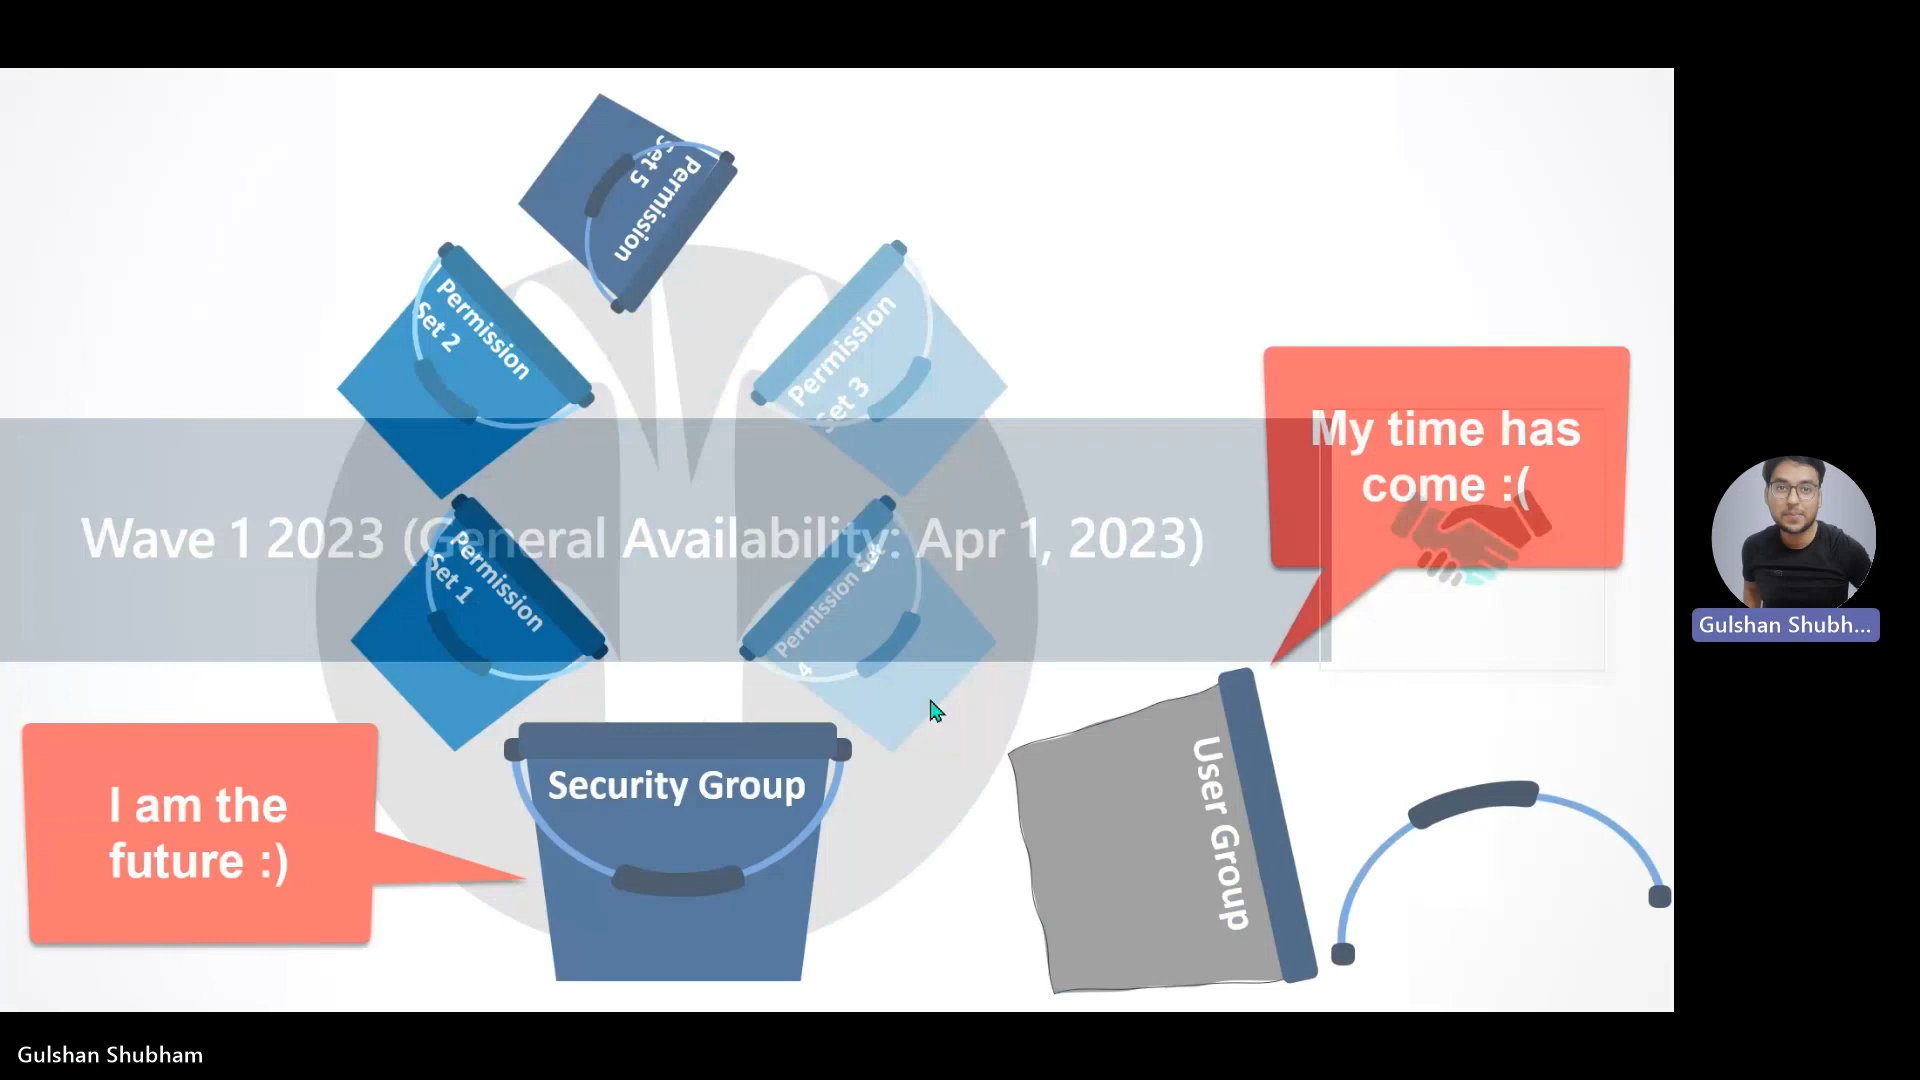 Permission
Set 5
Permission
Set 2
Permission
Set 3
My time has
come :(
Wave 1 2023 (General Availability: Apr 1, 2023)
Permission
Set 1
Permission Set
4
Gulshan Shubh...
I am the
future :)
Security Group
User Group
Gulshan Shubham